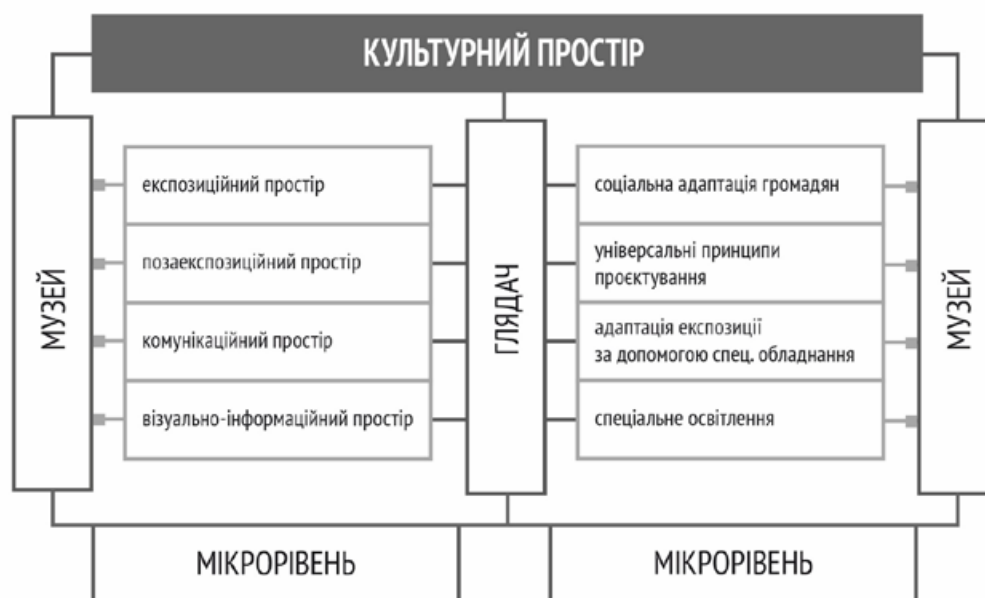 КУЛЬТУРНИЙ ПРОСТІР
МУЗЕЙ
експозиційний простір
позаекспозиційний простір
комунікаційний простір
візуально-інформаційний простір
ГЛЯДАЧ
соціальна адаптація громадян
універсальні принципи
проєктування
адаптація експозиції
за допомогою спец. обладнання
спеціальне освітлення
МУЗЕЙ
МІКРОРІВЕНЬ
МІКРОРІВЕНЬ